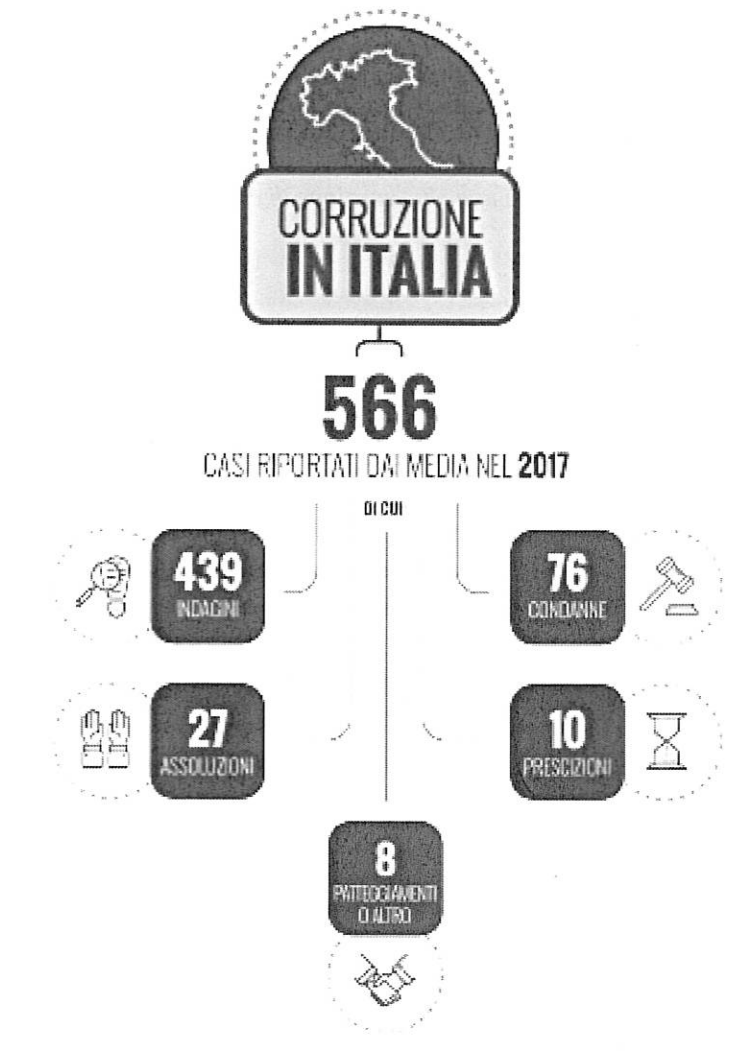 CORRUZIONE
IN ITALIA
566
CASI RIPORTATI DAI MEDIA NEL 2017
DI CUI
439
INDAGINI
76
CONDANNE
27
ASSOLUZIONI
10
PRESCIZIONI
8
PATTEGGIAMENTI
O ALTRO